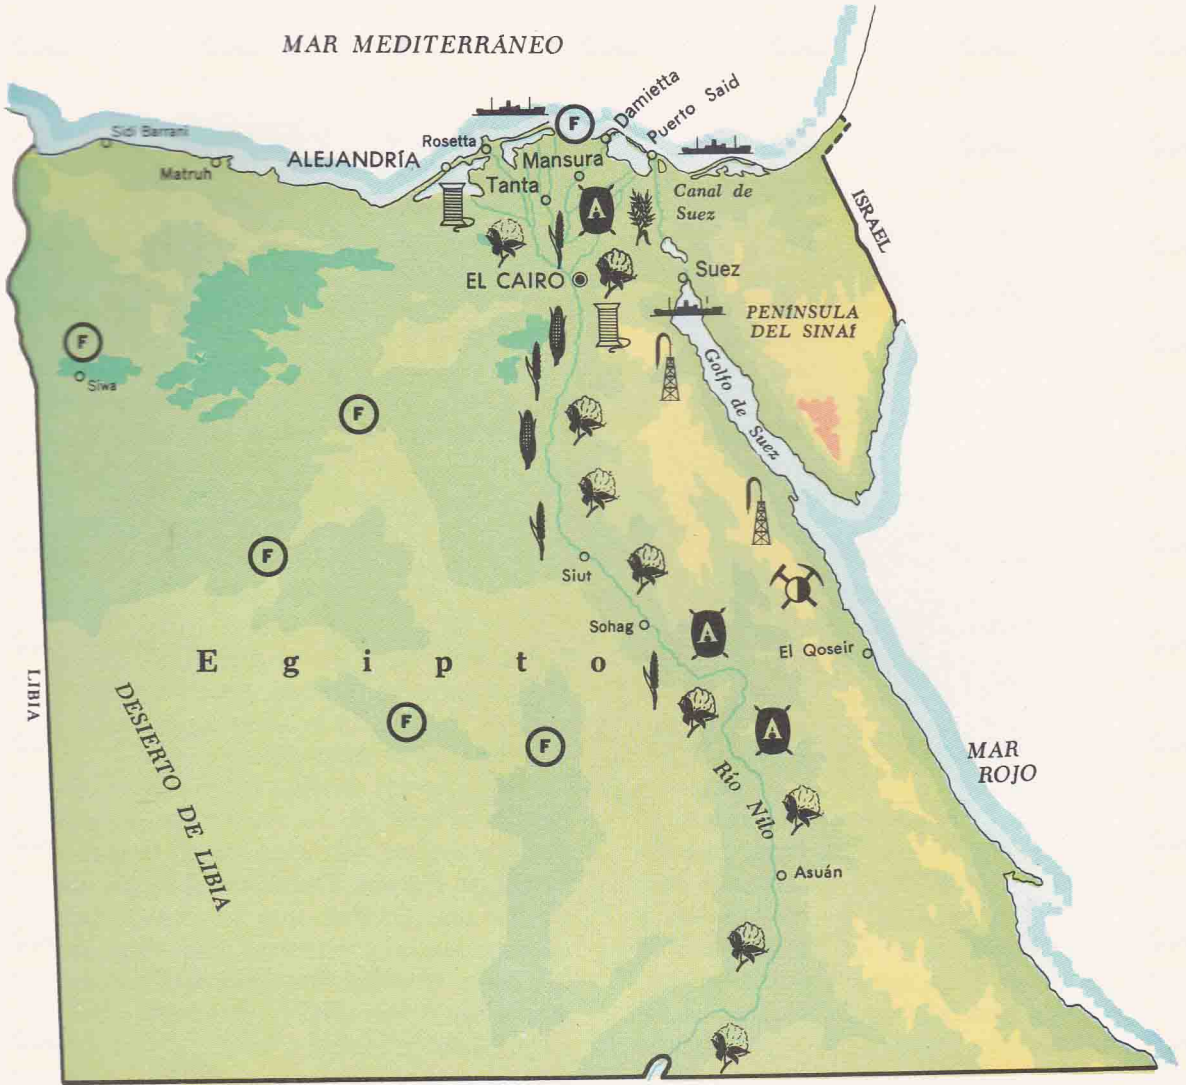 MAR MEDITERRÁNEO
Sidi Barrani
Matruh
ALEJANDRÍA
Rosetta
F
Damietta
Puerto Said
Mansura
Tanta
A
Canal de
Suez
ISRAEL
EL CAIRO
Suez
PENÍNSULA
DEL SINAÍ
F
Siwa
Golfo de Suez
F
F
Siut
Sohag
A
El Qoseir
Egipto
LIBIA
DESIERTO DE LIBIA
F
F
A
MAR
ROJO
Río Nilo
Asuán